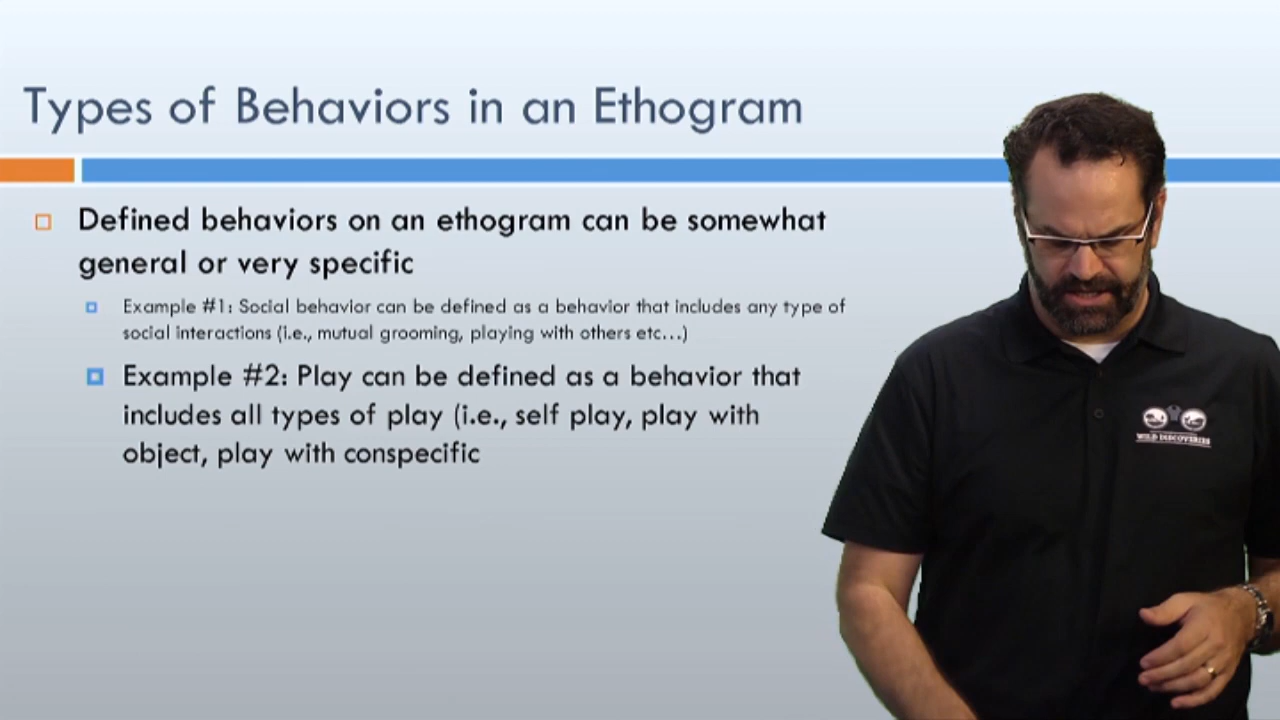 Types of Behaviors in an Ethogram
Defined behaviors on an ethogram can be somewhat
general or very specific
Example #1: Social behavior can be defined as a behavior that includes any type of
social interactions (i.e., mutual grooming, playing with others etc...)
Example #2: Play can be defined as a behavior that
includes all types of play (i.e., self play, play with
object, play with conspecific
WILD DISCOVERIES